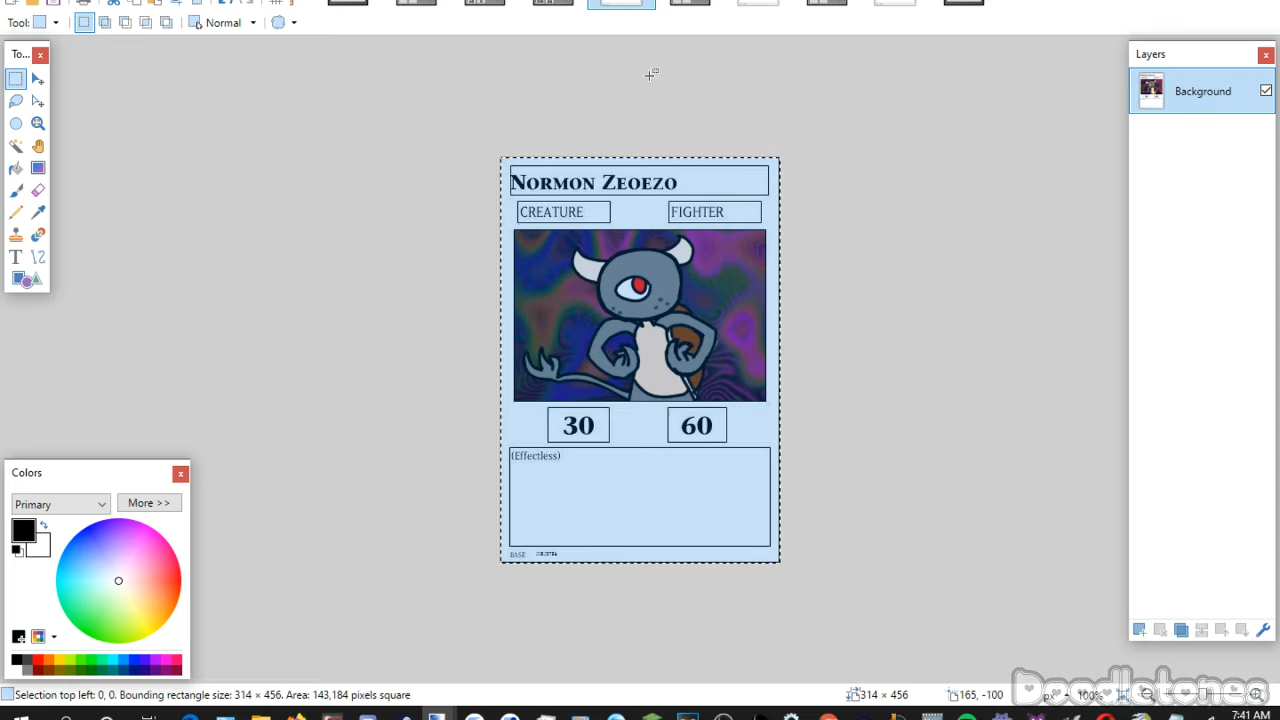 Tool:
Normal
To...
Layers
Background
NORMON ZEOEZO
CREATURE
FIGHTER
30
60
(Effectless)
BASE
Colors
Primary
More >>
T
Selection top left: 0, 0. Bounding rectangle size: 314 × 456. Area: 143,184 pixels square
314 × 456
165, -100
px
100%
Doodletones
7:41 AM